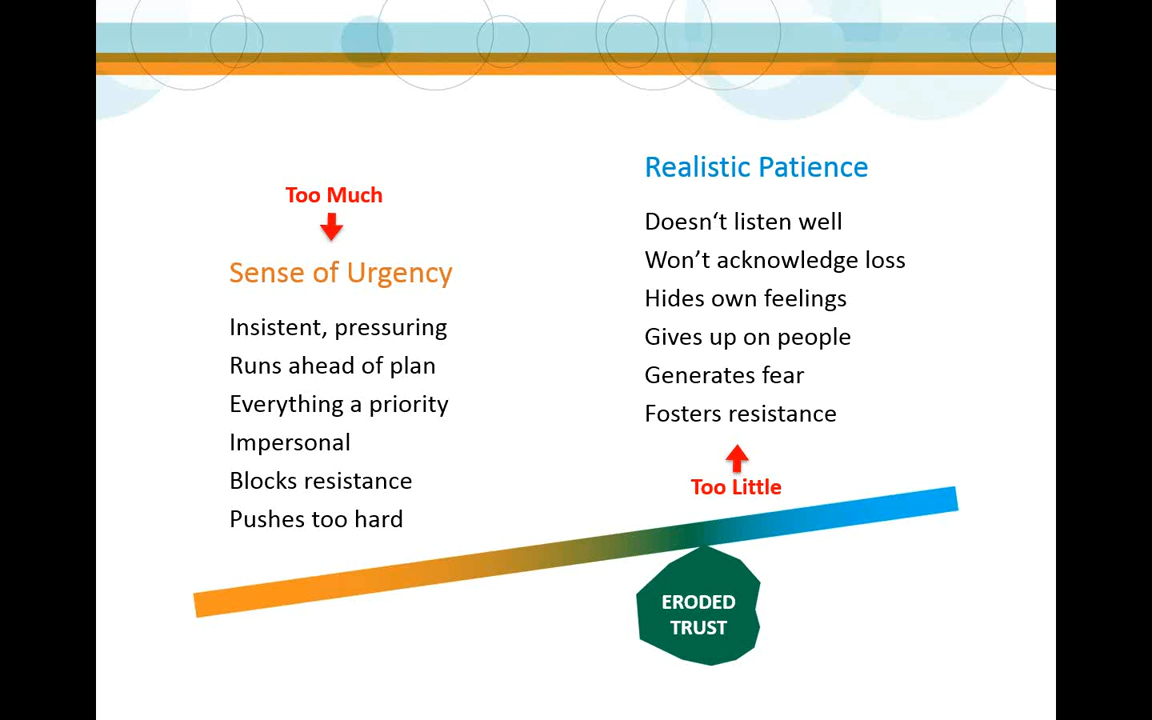 Too Much
Sense of Urgency
Insistent, pressuring
Runs ahead of plan
Everything a priority
Impersonal
Blocks resistance
Pushes too hard
Realistic Patience
Doesn‘t listen well
Won’t acknowledge loss
Hides own feelings
Gives up on people
Generates fear
Fosters resistance
Too Little
ERODED
TRUST